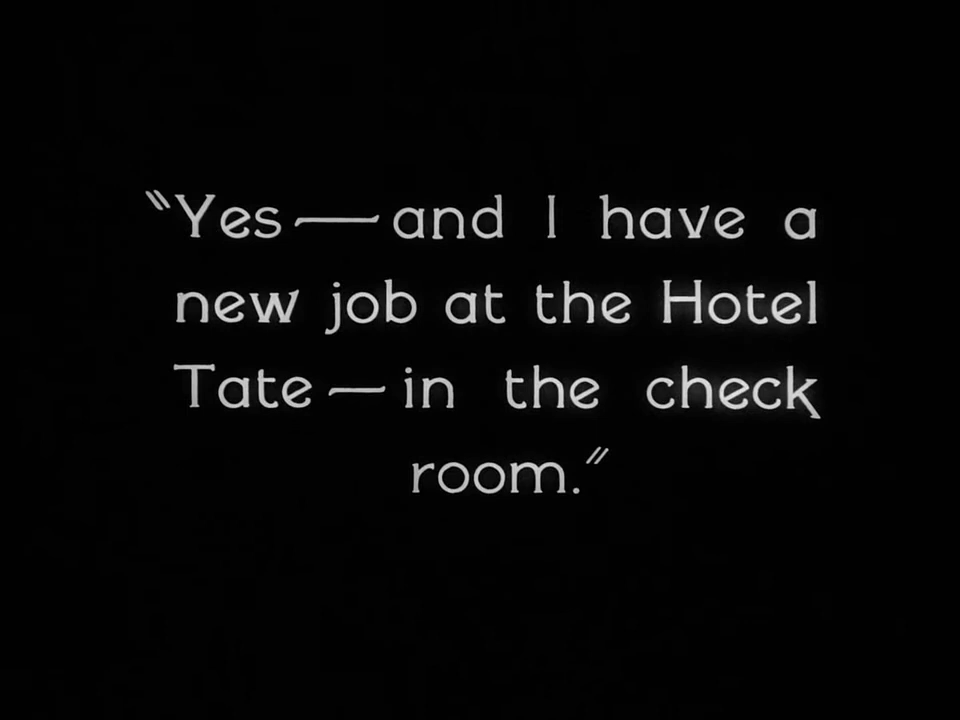 "Yes—and I have a
new job at the Hotel
Tate—in the check
room."